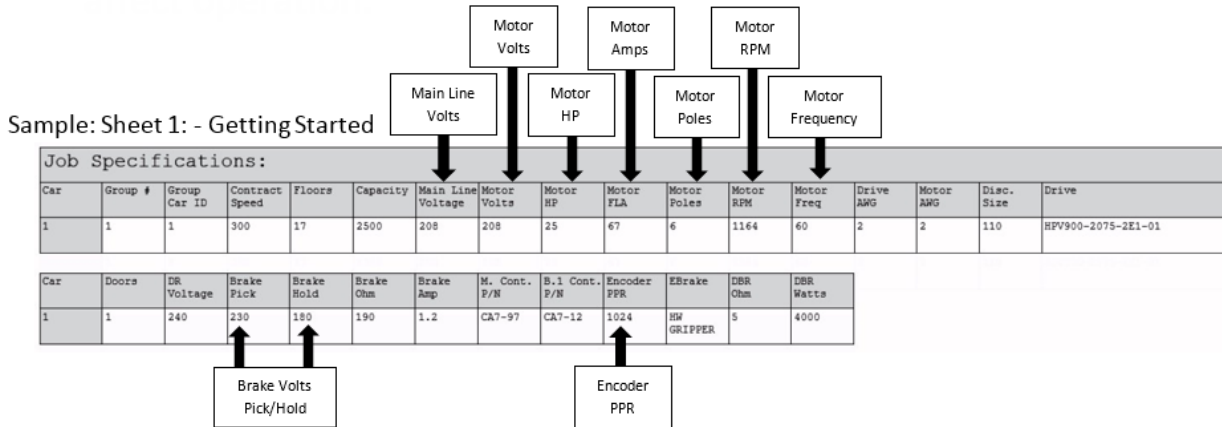 Motor
Volts
Motor
Amps
Motor
RPM
Main Line
Volts
Motor
HP
Motor
Poles
Motor
Frequency
Sample: Sheet 1: - Getting Started
Job Specifications:
Car Group # Group Car ID Contract Speed Floors Capacity Main Line Voltage Motor Volts Motor HP Motor FLA Motor Poles Motor RPM Motor Freq Drive AWG Motor AWG Disc. Size Drive
1 1 1 300 17 2500 208 208 25 67 6 1164 60 2 2 110 HPV900-2075-2E1-01
Car Doors DR Voltage Brake Pick Brake Hold Brake Ohm Brake Amp M. Cont. P/N B.1 Cont. P/N Encoder PPR EBrake DBR Ohm DBR Watts
1 1 240 230 180 190 1.2 CA7-97 CA7-12 1024 HW GRIPPER 5 4000
Brake Volts
Pick/Hold
Encoder
PPR